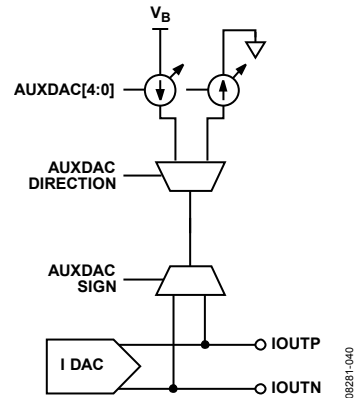 VB
AUXDAC[4:0]
AUXDAC
DIRECTION
AUXDAC
SIGN
I DAC
IOUTP
IOUTN
08281-040